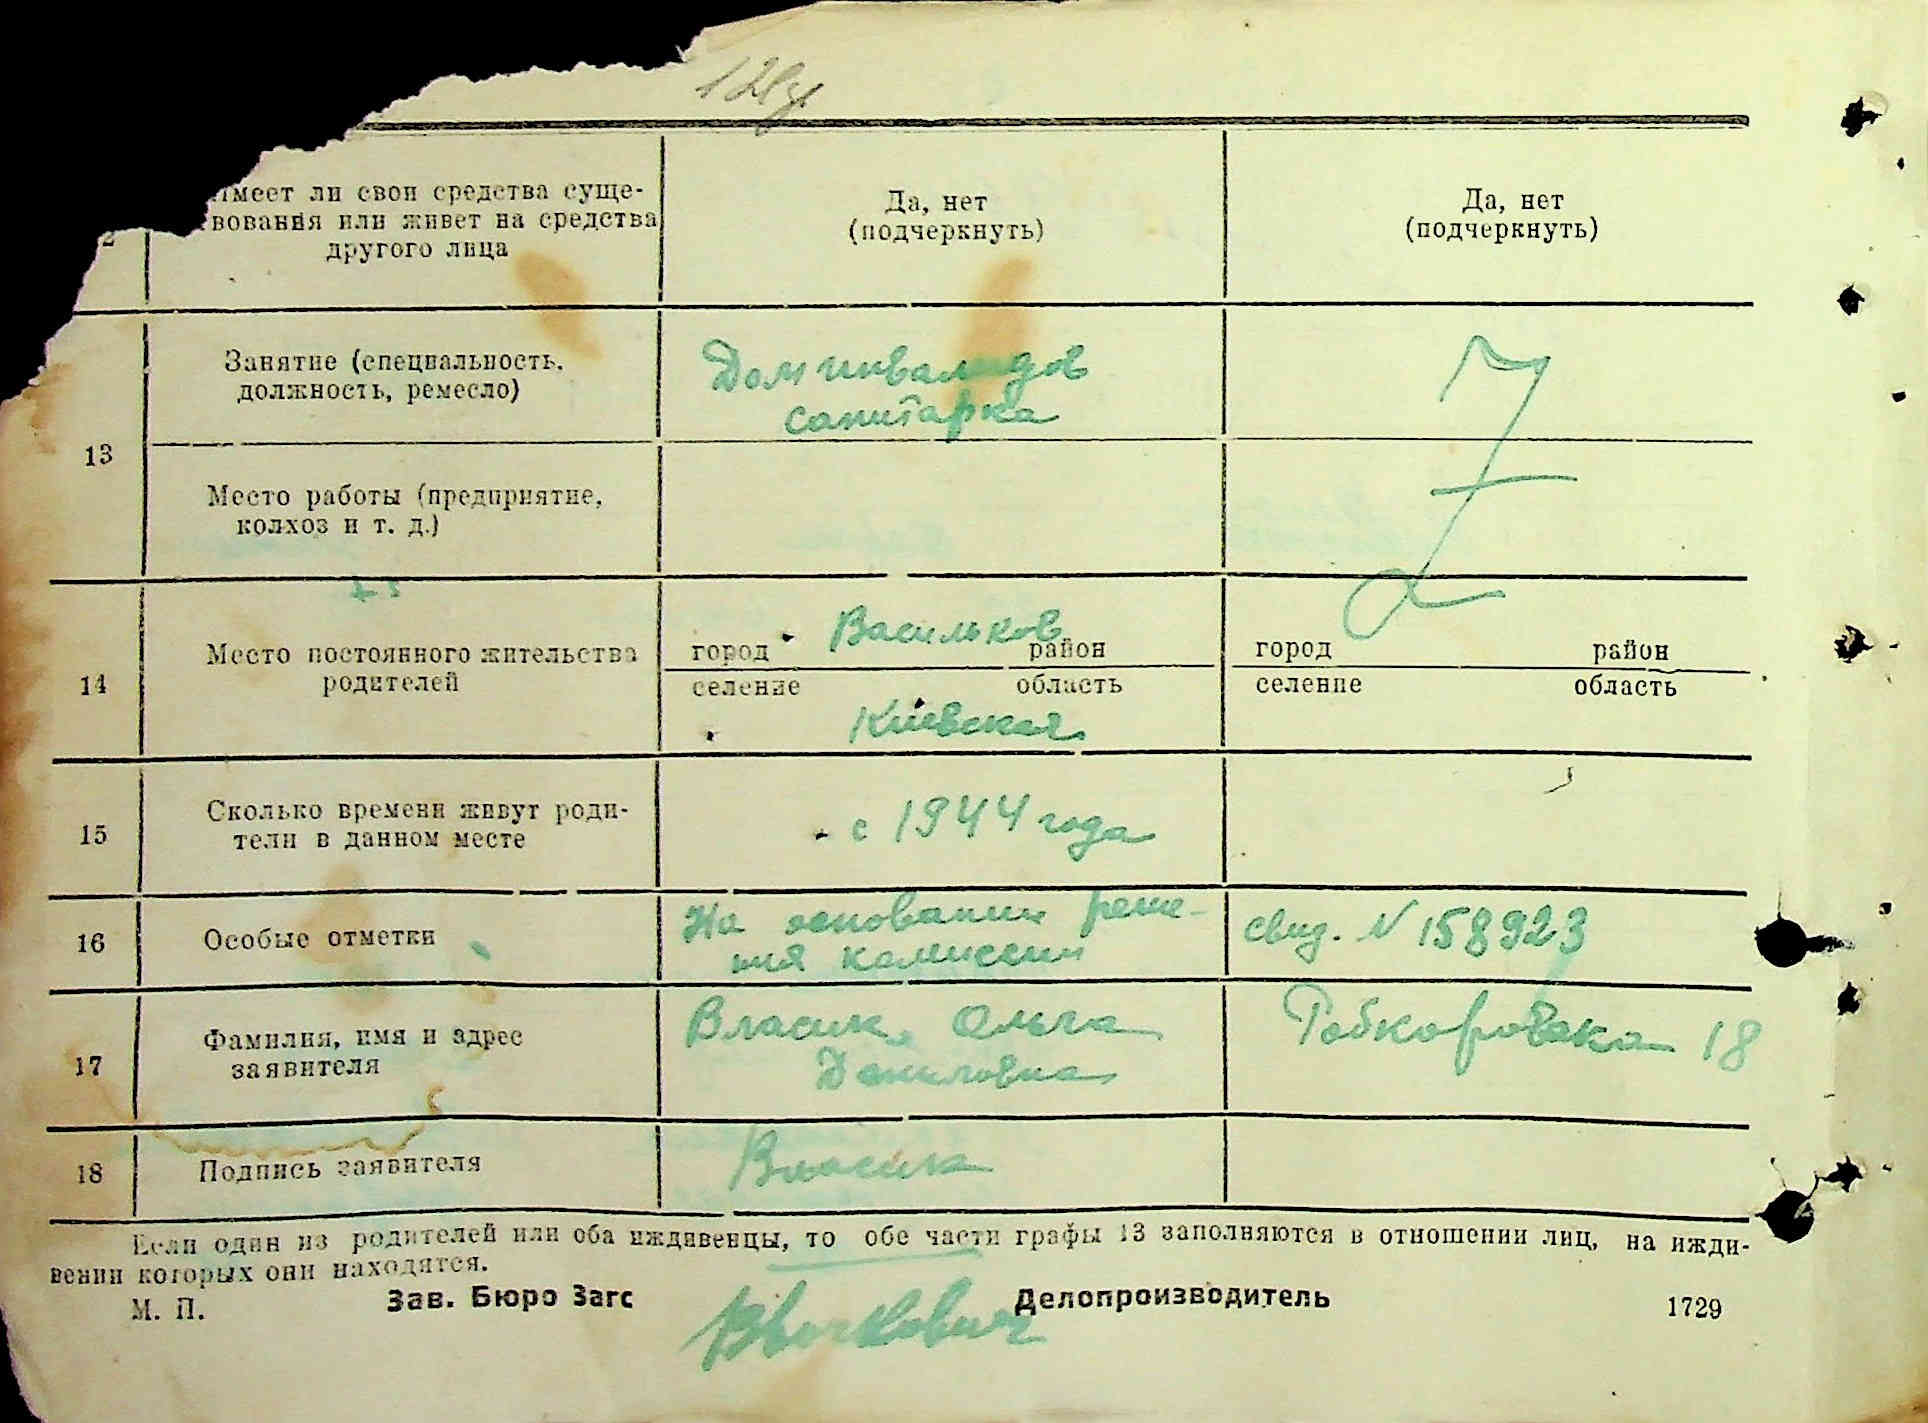 имеет ли свои средства суще-
вования или живет на средства
другого лица
Да, нет
(подчеркнуть)
Да, нет
(подчеркнуть)
13
Занятие (специальность,
должность, ремесло)
Дом инвалидов
санитарка
Место работы (предприятие,
колхоз и т. д.)
14
Место постоянного жительства
родителей
Васильков
город район
селение область
Киевская
город район
селение область
15
Сколько времени живут роди-
тели в данном месте
с 1944 года
16
Особые отметки
На основании реше-
ния комиссии
свид. N 158923
17
Фамилия, имя и адрес
заявителя
Власик, Ольга
Даниловна
18
18
Подпись заявителя
Власик
Если один из родителей или оба иждивенцы, то обе части графы 13 заполняются в отношении лиц, на ижди-
вении которых они находятся.
М. П. Зав. Бюро Загс Делопроизводитель 1729